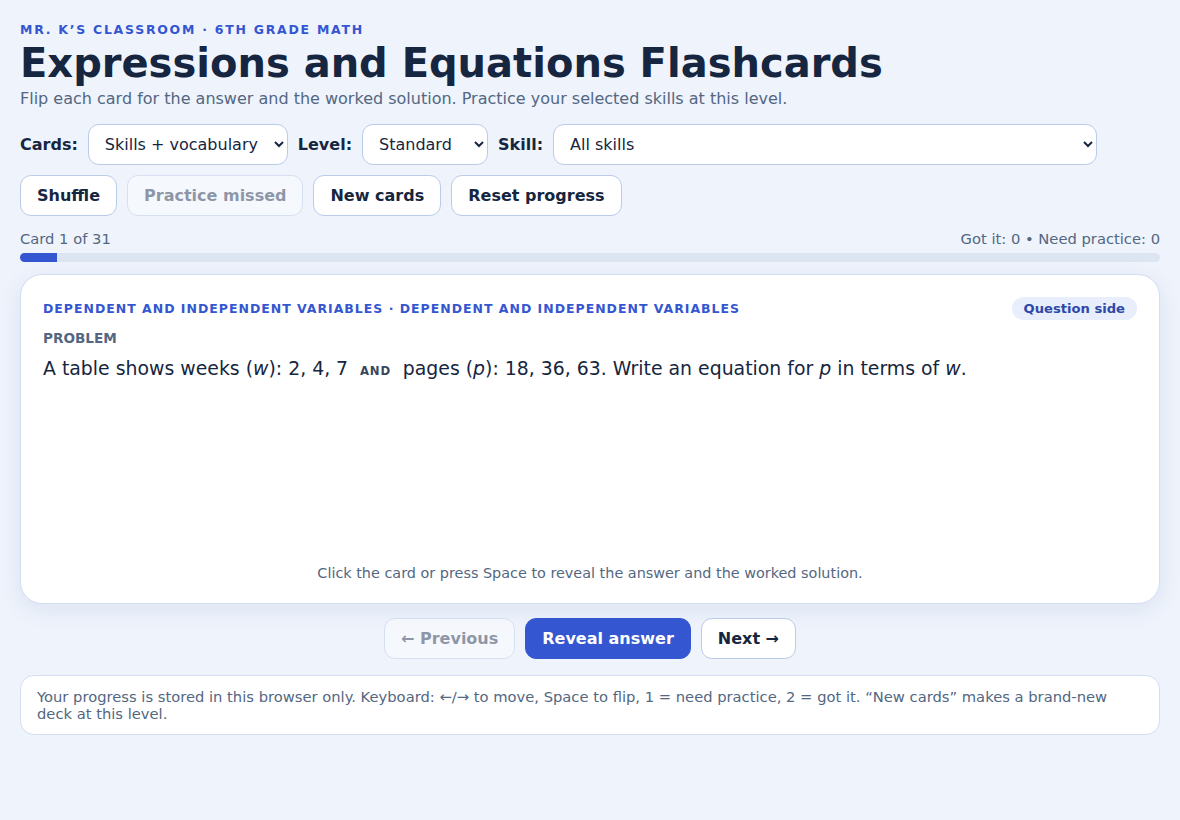 MR. K’S CLASSROOM · 6TH GRADE MATH
Expressions and Equations Flashcards
Flip each card for the answer and the worked solution. Practice your selected skills at this level.
Cards: Skills + vocabulary Level: Standard Skill: All skills
Shuffle Practice missed New cards Reset progress
Card 1 of 31 Got it: 0 • Need practice: 0
DEPENDENT AND INDEPENDENT VARIABLES · DEPENDENT AND INDEPENDENT VARIABLES Question side
PROBLEM
A table shows weeks (w): 2, 4, 7 AND pages (p): 18, 36, 63. Write an equation for p in terms of w.
Click the card or press Space to reveal the answer and the worked solution.
← Previous Reveal answer Next →
Your progress is stored in this browser only. Keyboard: ←/→ to move, Space to flip, 1 = need practice, 2 = got it. “New cards” makes a brand-new
deck at this level.